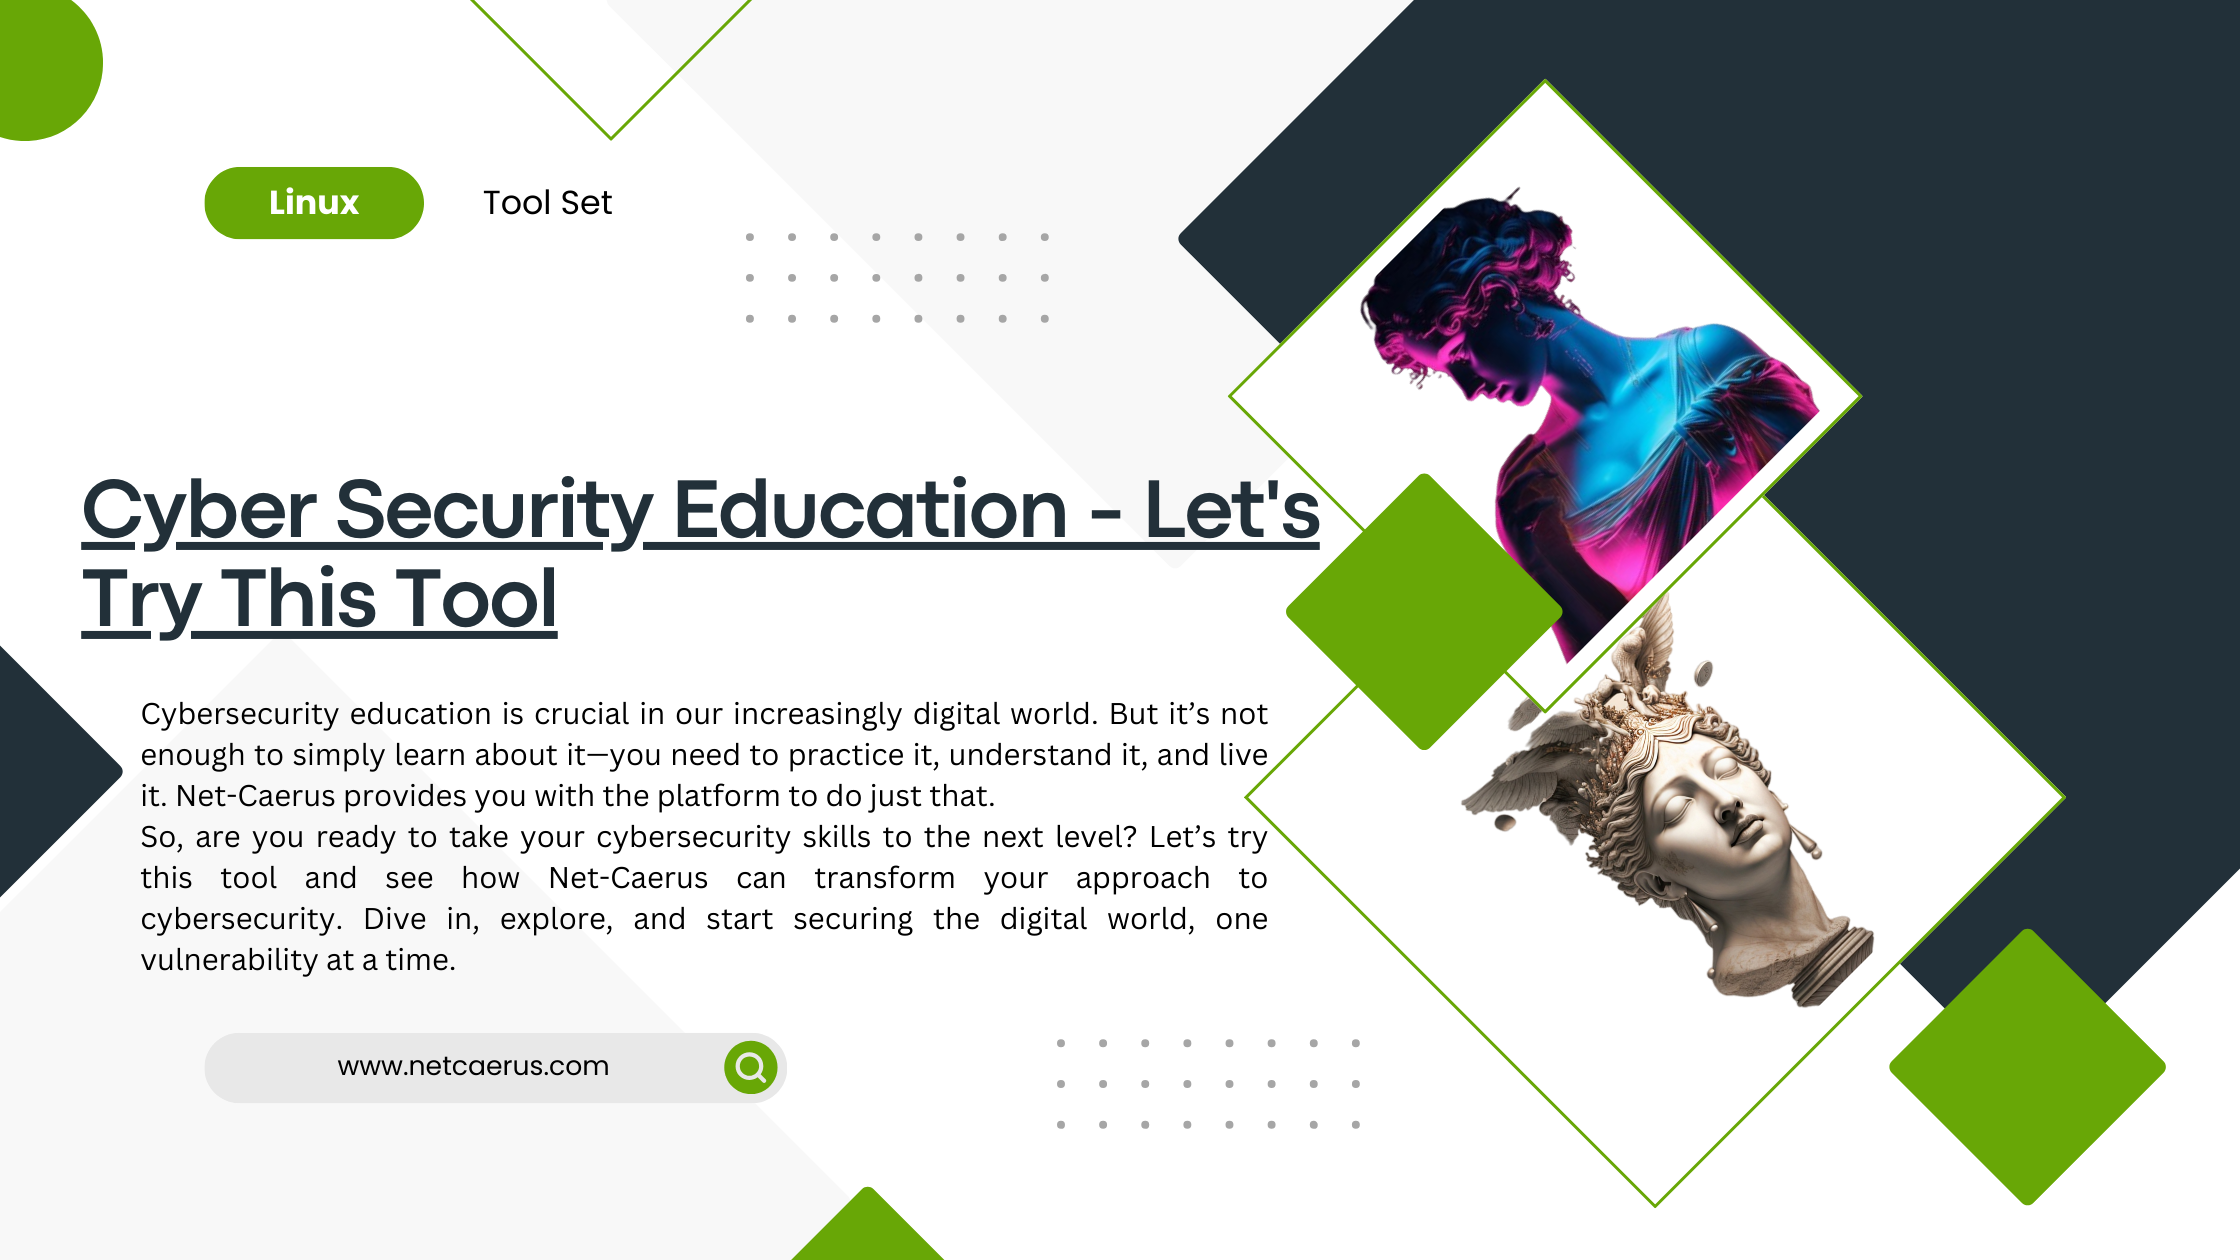 Linux
Tool Set
Cyber Security Education - Let's
Try This Tool
Cybersecurity education is crucial in our increasingly digital world. But it’s not
enough to simply learn about it—you need to practice it, understand it, and live
it. Net-Caerus provides you with the platform to do just that.
So, are you ready to take your cybersecurity skills to the next level? Let’s try
this tool and see how Net-Caerus can transform your approach to
cybersecurity. Dive in, explore, and start securing the digital world, one
vulnerability at a time.
www.netcaerus.com